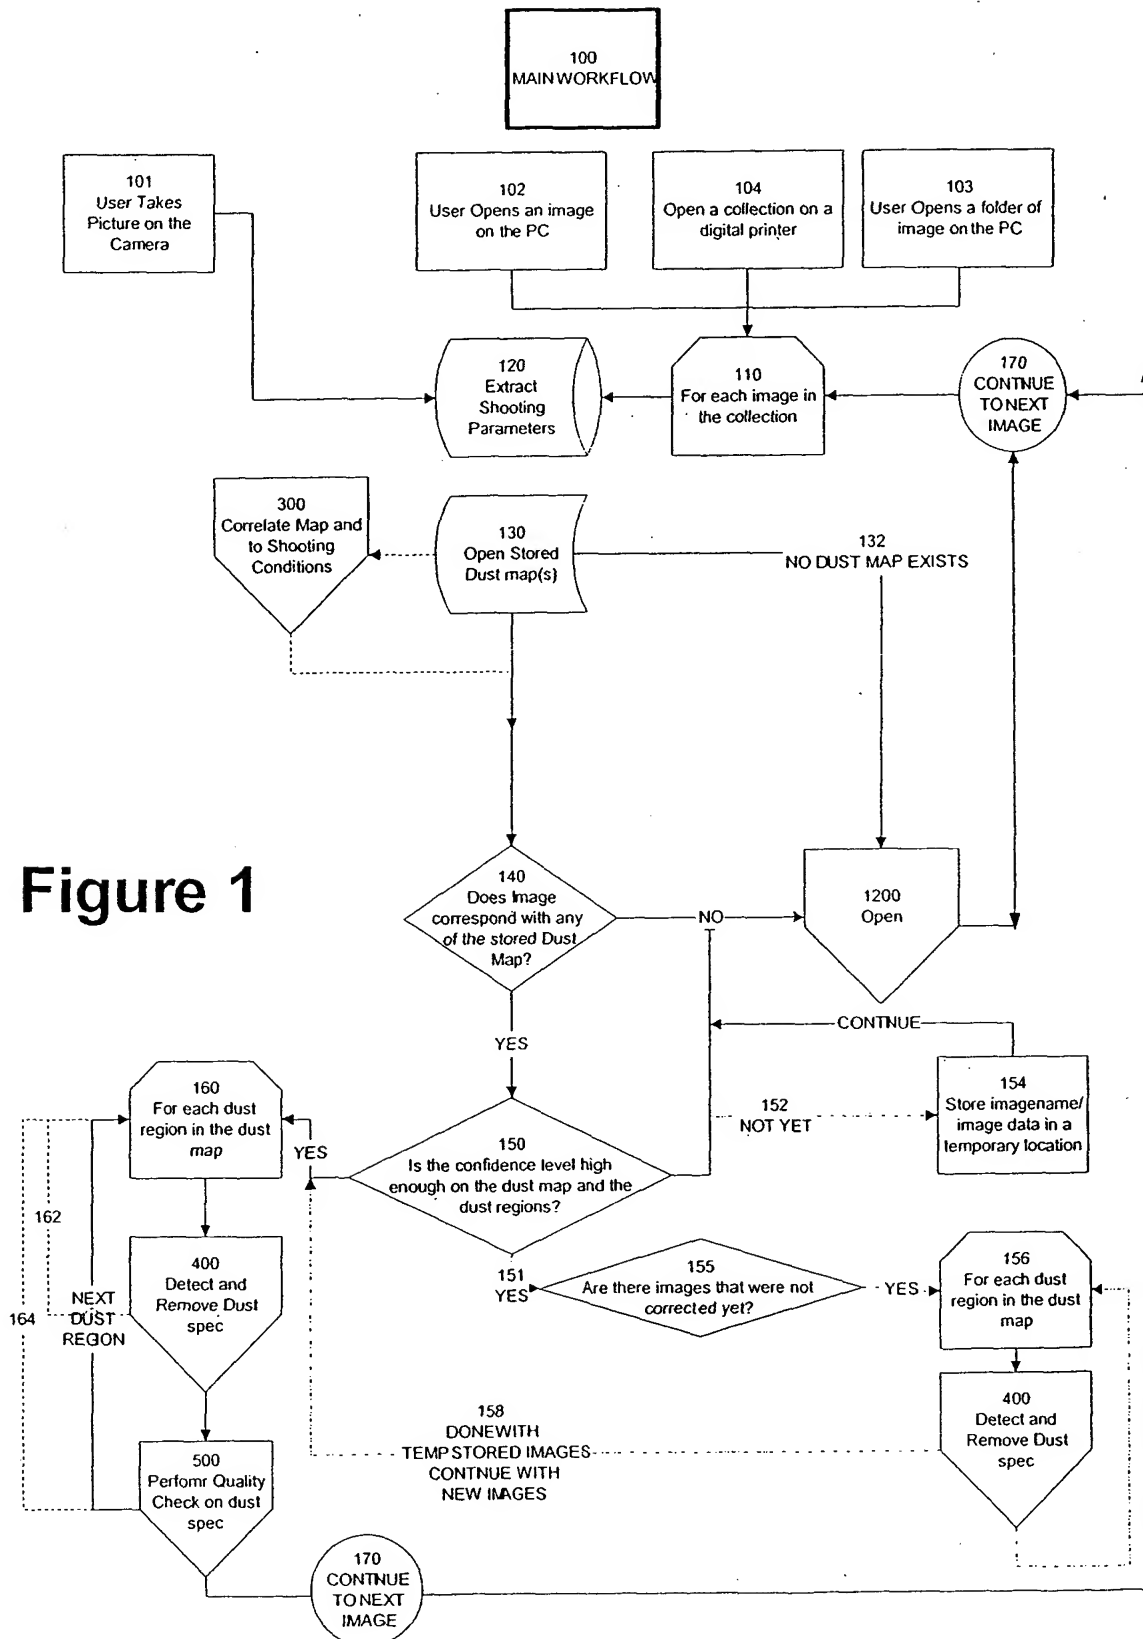 100
MAIN WORKFLOW
101
User Takes
Picture on the
Camera
102
User Opens an image
on the PC
104
Open a collection on a
digital printer
103
User Opens a folder of
image on the PC
120
Extract
Shooting
Parameters
110
For each image in
the collection
170
CONTNUE
TO NEXT
IMAGE
300
Correlate Map and
to Shooting
Conditions
130
Open Stored
Dust map(s)
132
NO DUST MAP EXISTS
Figure 1
140
Does Image
correspond with any
of the stored Dust
Map?
NO
1200
Open
YES
CONTNUE
160
For each dust
region in the dust
map
YES
150
Is the confidence level high
enough on the dust map and the
dust regions?
152
NOT YET
154
Store imagename/
image data in a
temporary location
162
164
NEXT
DUST
REGION
400
Detect and
Remove Dust
spec
151
YES
155
Are there images that were not
corrected yet?
YES
156
For each dust
region in the dust
map
158
DONE WITH
TEMP STORED IMAGES
CONTNUE WITH
NEW IMAGES
400
Detect and
Remove Dust
spec
500
Perfomr Quality
Check on dust
spec
170
CONTNUE
TO NEXT
IMAGE